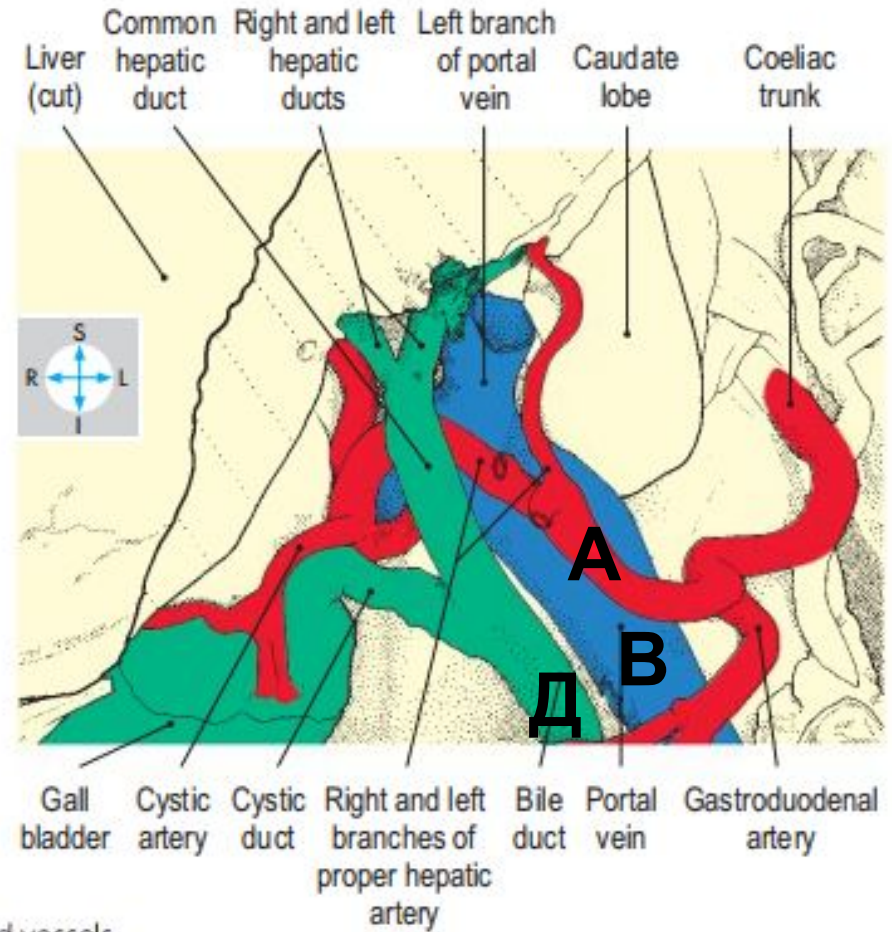 Liver
(cut)
Common
hepatic
duct
Right and left
hepatic
ducts
Left branch
of portal
vein
Caudate
lobe
Coeliac
trunk
S
R L
I
А
В
Д
Gall
bladder
Cystic
artery
Cystic
duct
Right and left
branches of
proper hepatic
artery
Bile
duct
Portal
vein
Gastroduodenal
artery